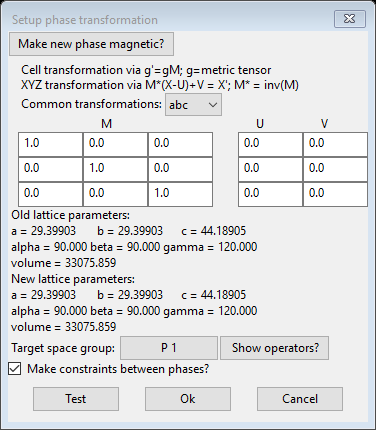 Setup phase transformation
Make new phase magnetic?
Cell transformation via g'=gM; g=metric tensor
XYZ transformation via M*(X-U)+V = X'; M* = inv(M)
Common transformations: abc
M U V
1.0 0.0 0.0 0.0 0.0
0.0 1.0 0.0 0.0 0.0
0.0 0.0 1.0 0.0 0.0
Old lattice parameters:
a = 29.39903 b = 29.39903 c = 44.18905
alpha = 90.000 beta = 90.000 gamma = 120.000
volume = 33075.859
New lattice parameters:
a = 29.39903 b = 29.39903 c = 44.18905
alpha = 90.000 beta = 90.000 gamma = 120.000
volume = 33075.859
Target space group: P 1 Show operators?
Make constraints between phases?
Test Ok Cancel